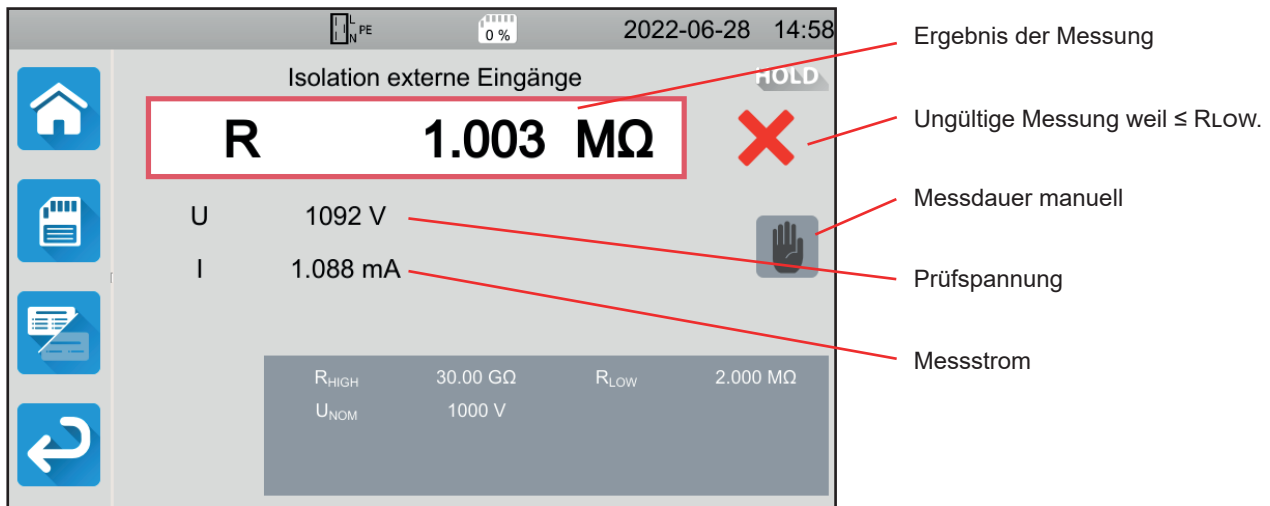 L PE
N
0 %
2022-06-28 14:58
Isolation externe Eingänge
HOLD
R 1.003 MΩ
U 1092 V
I 1.088 mA
RHIGH 30.00 GΩ RLOW 2.000 MΩ
UNOM 1000 V
Ergebnis der Messung
Ungültige Messung weil ≤ RLOW.
Messdauer manuell
Prüfspannung
Messstrom